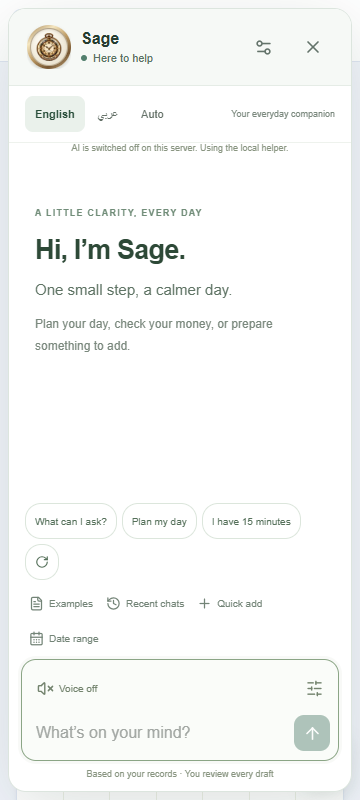 Sage
Here to help
English
عربي
Auto
Your everyday companion
AI is switched off on this server. Using the local helper.
A LITTLE CLARITY, EVERY DAY
Hi, I’m Sage.
One small step, a calmer day.
Plan your day, check your money, or prepare
something to add.
What can I ask?
Plan my day
I have 15 minutes
Examples
Recent chats
Quick add
Date range
Voice off
What's on your mind?
Based on your records · You review every draft